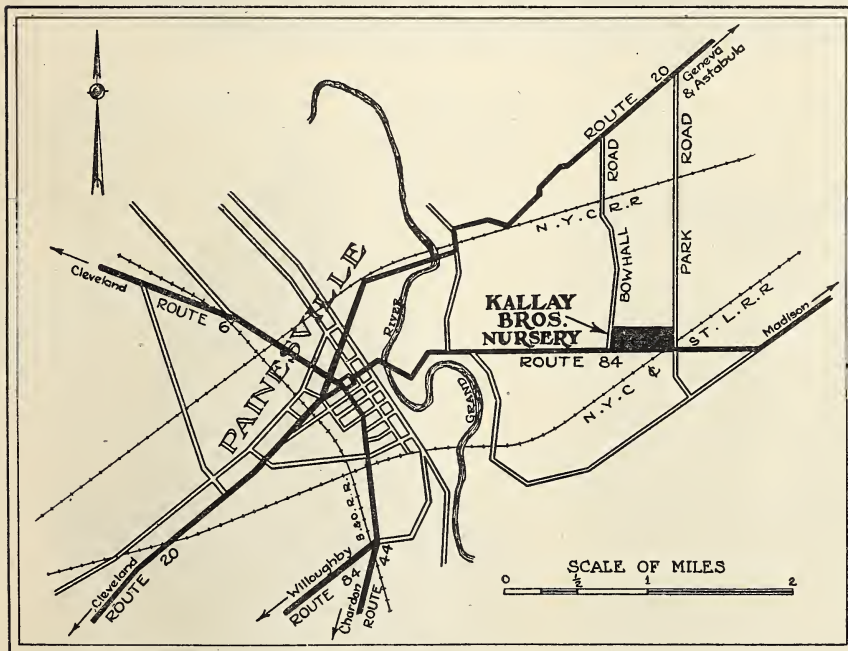 Geneva
& Astabula
ROUTE 20
ROAD
ROAD
N.Y.C R.R
BOWHALL
PARK
Cleveland
ROUTE 6
PAINESVILLE
RIVER
GRAND
KALLAY
BROS.
NURSERY
ROUTE 84
N.Y.C & ST. L. R.R
Madison
B.&O.R.R.
Cleveland
ROUTE 20
Willoughby
ROUTE 84
Chardon &
ROUTE 44
SCALE OF MILES
0 ½ 1 2